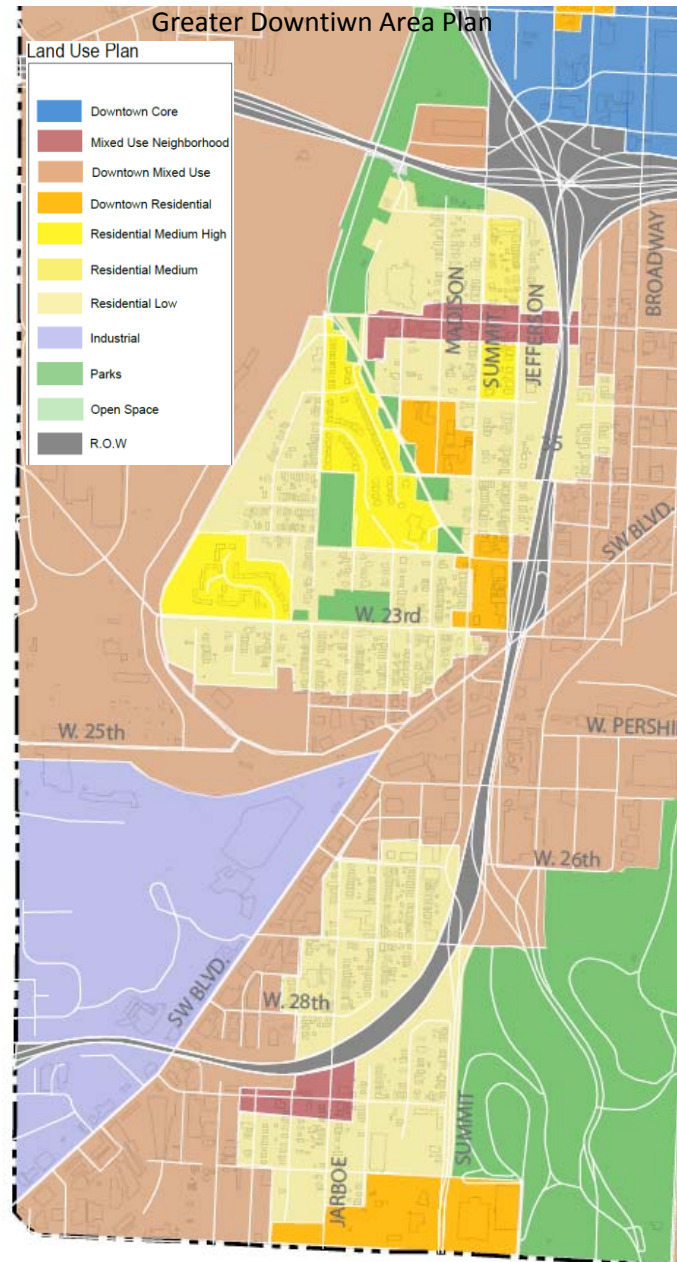 Greater Downtiwn Area Plan
Land Use Plan
Downtown Core
Mixed Use Neighborhood
Downtown Mixed Use
Downtown Residential
Residential Medium High
Residential Medium
Residential Low
Industrial
Parks
Open Space
R.O.W
MADISON
SUMMIT
JEFFERSON
BROADWAY
35
SW BLVD.
W. 23rd
W. 25th
W. PERSHI
W. 26th
SW BLVD.
W. 28th
JARBOE
SUMMIT